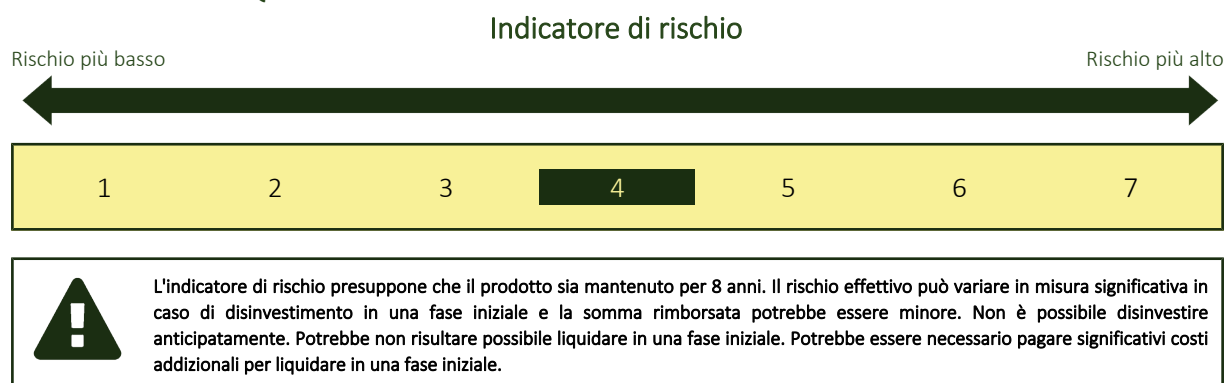 Indicatore di rischio
Rischio più basso
Rischio più alto
1 2 3 4 5 6 7
L'indicatore di rischio presuppone che il prodotto sia mantenuto per 8 anni. Il rischio effettivo può variare in misura significativa in
caso di disinvestimento in una fase iniziale e la somma rimborsata potrebbe essere minore. Non è possibile disinvestire
anticipatamente. Potrebbe non risultare possibile liquidare in una fase iniziale. Potrebbe essere necessario pagare significativi costi
addizionali per liquidare in una fase iniziale.